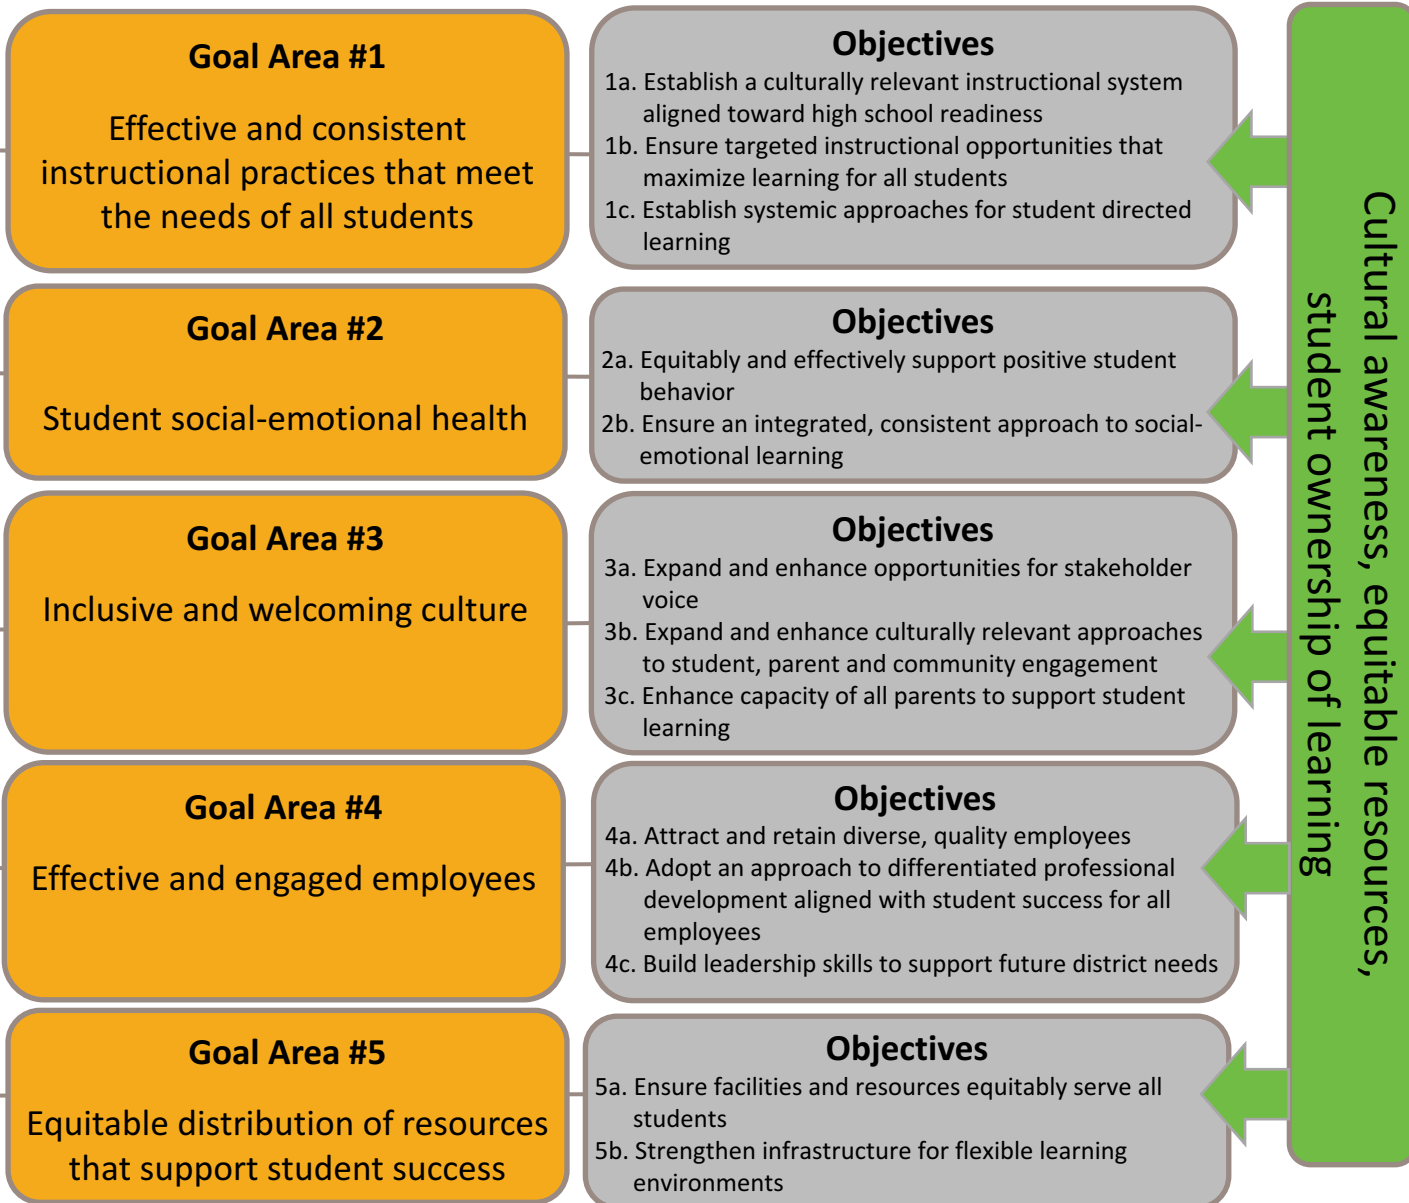 Goal Area #1
Effective and consistent
instructional practices that meet
the needs of all students
Objectives
1a. Establish a culturally relevant instructional system
aligned toward high school readiness
1b. Ensure targeted instructional opportunities that
maximize learning for all students
1c. Establish systemic approaches for student directed
learning
Goal Area #2
Student social-emotional health
Objectives
2a. Equitably and effectively support positive student
behavior
2b. Ensure an integrated, consistent approach to social-
emotional learning
Goal Area #3
Inclusive and welcoming culture
Objectives
3a. Expand and enhance opportunities for stakeholder
voice
3b. Expand and enhance culturally relevant approaches
to student, parent and community engagement
3c. Enhance capacity of all parents to support student
learning
Goal Area #4
Effective and engaged employees
Objectives
4a. Attract and retain diverse, quality employees
4b. Adopt an approach to differentiated professional
development aligned with student success for all
employees
4c. Build leadership skills to support future district needs
Goal Area #5
Equitable distribution of resources
that support student success
Objectives
5a. Ensure facilities and resources equitably serve all
students
5b. Strengthen infrastructure for flexible learning
environments
Cultural awareness, equitable resources,
student ownership of learning